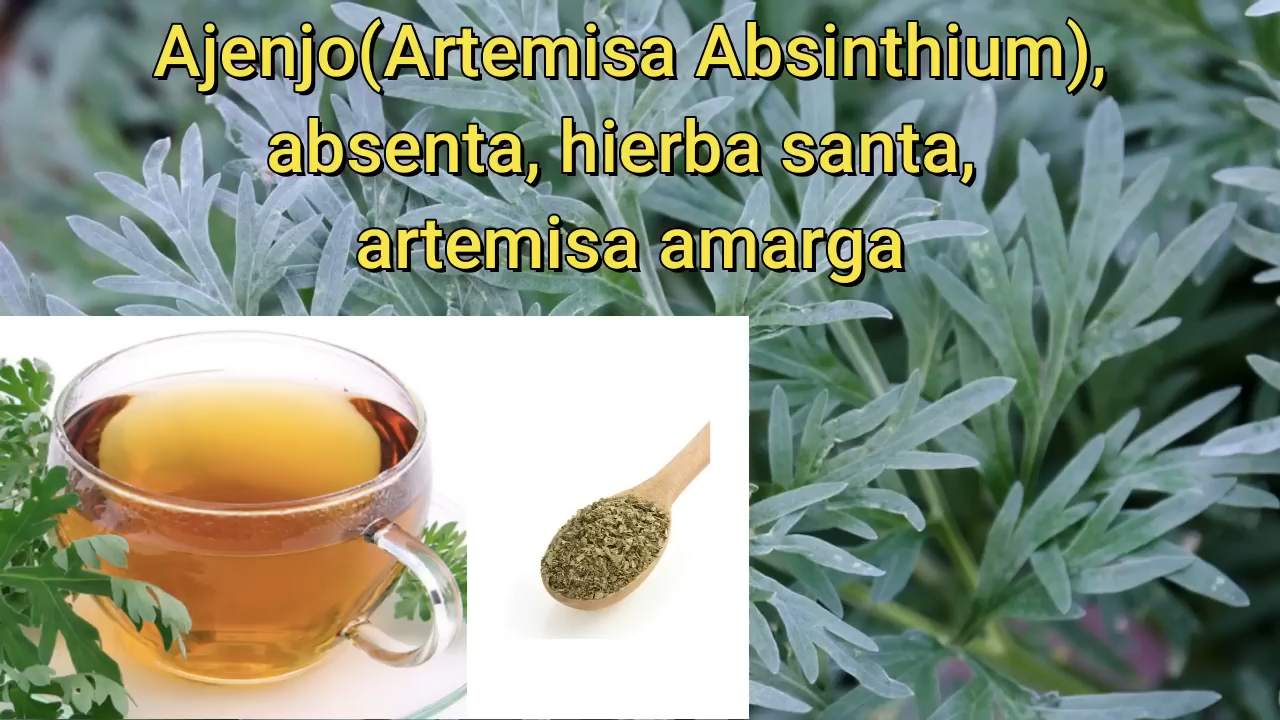 Ajenjo(Artemisa Absinthium),
absenta, hierba santa,
artemisa amarga